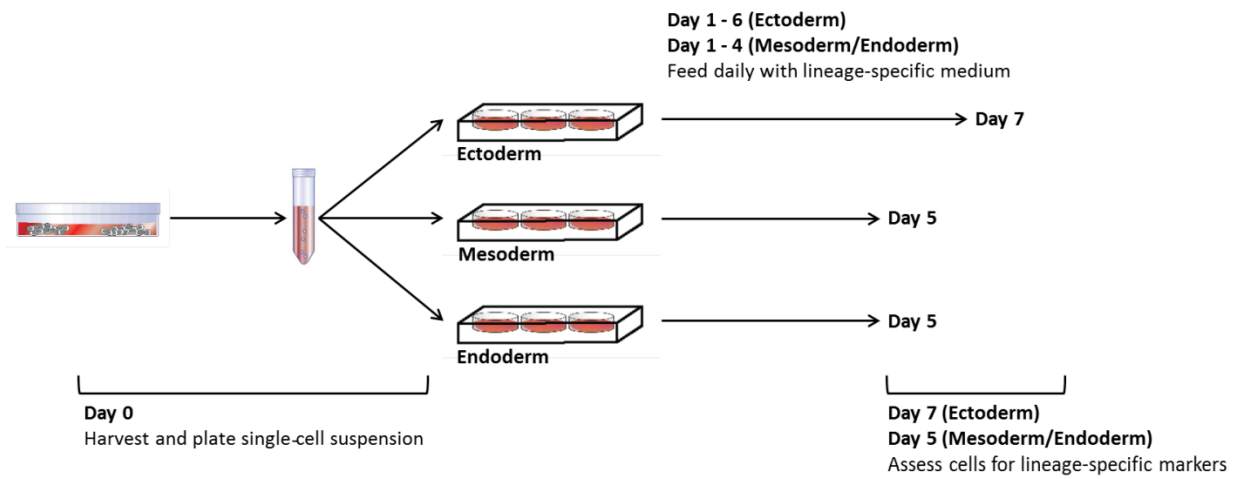 Day 1 - 6 (Ectoderm)
Day 1 - 4 (Mesoderm/Endoderm)
Feed daily with lineage-specific medium
Day 7
Ectoderm
Day 5
Mesoderm
Day 5
Endoderm
Day 0
Harvest and plate single-cell suspension
Day 7 (Ectoderm)
Day 5 (Mesoderm/Endoderm)
Assess cells for lineage-specific markers